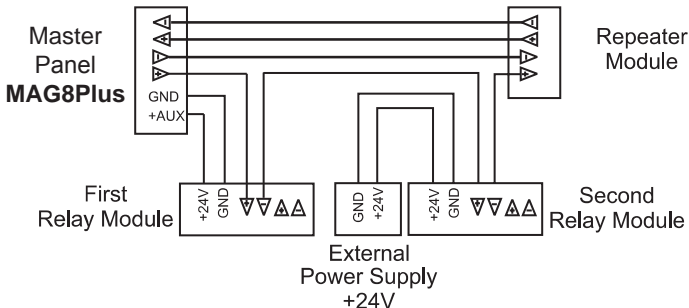 Master
Panel
MAG8Plus
GND
+AUX
Repeater
Module
First
Relay Module
+24V
GND
GND
+24V
+24V
GND
Second
Relay Module
External
Power Supply
+24V